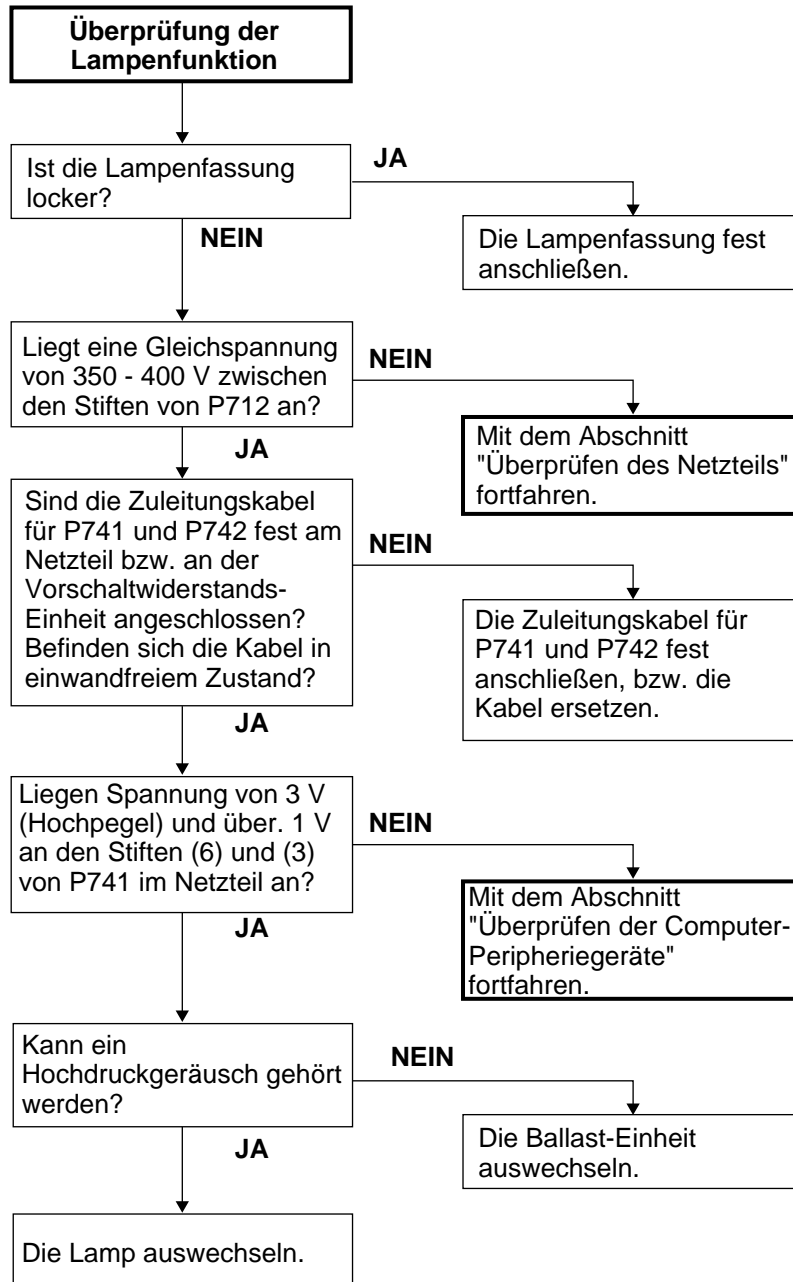 Überprüfung der
Lampenfunktion
Ist die Lampenfassung
locker?
JA
Die Lampenfassung fest
anschließen.
NEIN
Liegt eine Gleichspannung
von 350 - 400 V zwischen
den Stiften von P712 an?
NEIN
Mit dem Abschnitt
"Überprüfen des Netzteils"
fortfahren.
JA
Sind die Zuleitungskabel
für P741 und P742 fest am
Netzteil bzw. an der
Vorschaltwiderstands-
Einheit angeschlossen?
Befinden sich die Kabel in
einwandfreiem Zustand?
NEIN
Die Zuleitungskabel für
P741 und P742 fest
anschließen, bzw. die
Kabel ersetzen.
JA
Liegen Spannung von 3 V
(Hochpegel) und über. 1 V
an den Stiften (6) und (3)
von P741 im Netzteil an?
NEIN
Mit dem Abschnitt
"Überprüfen der Computer-
Peripheriegeräte"
fortfahren.
JA
Kann ein
Hochdruckgeräusch gehört
werden?
NEIN
Die Ballast-Einheit
auswechseln.
JA
Die Lamp auswechseln.